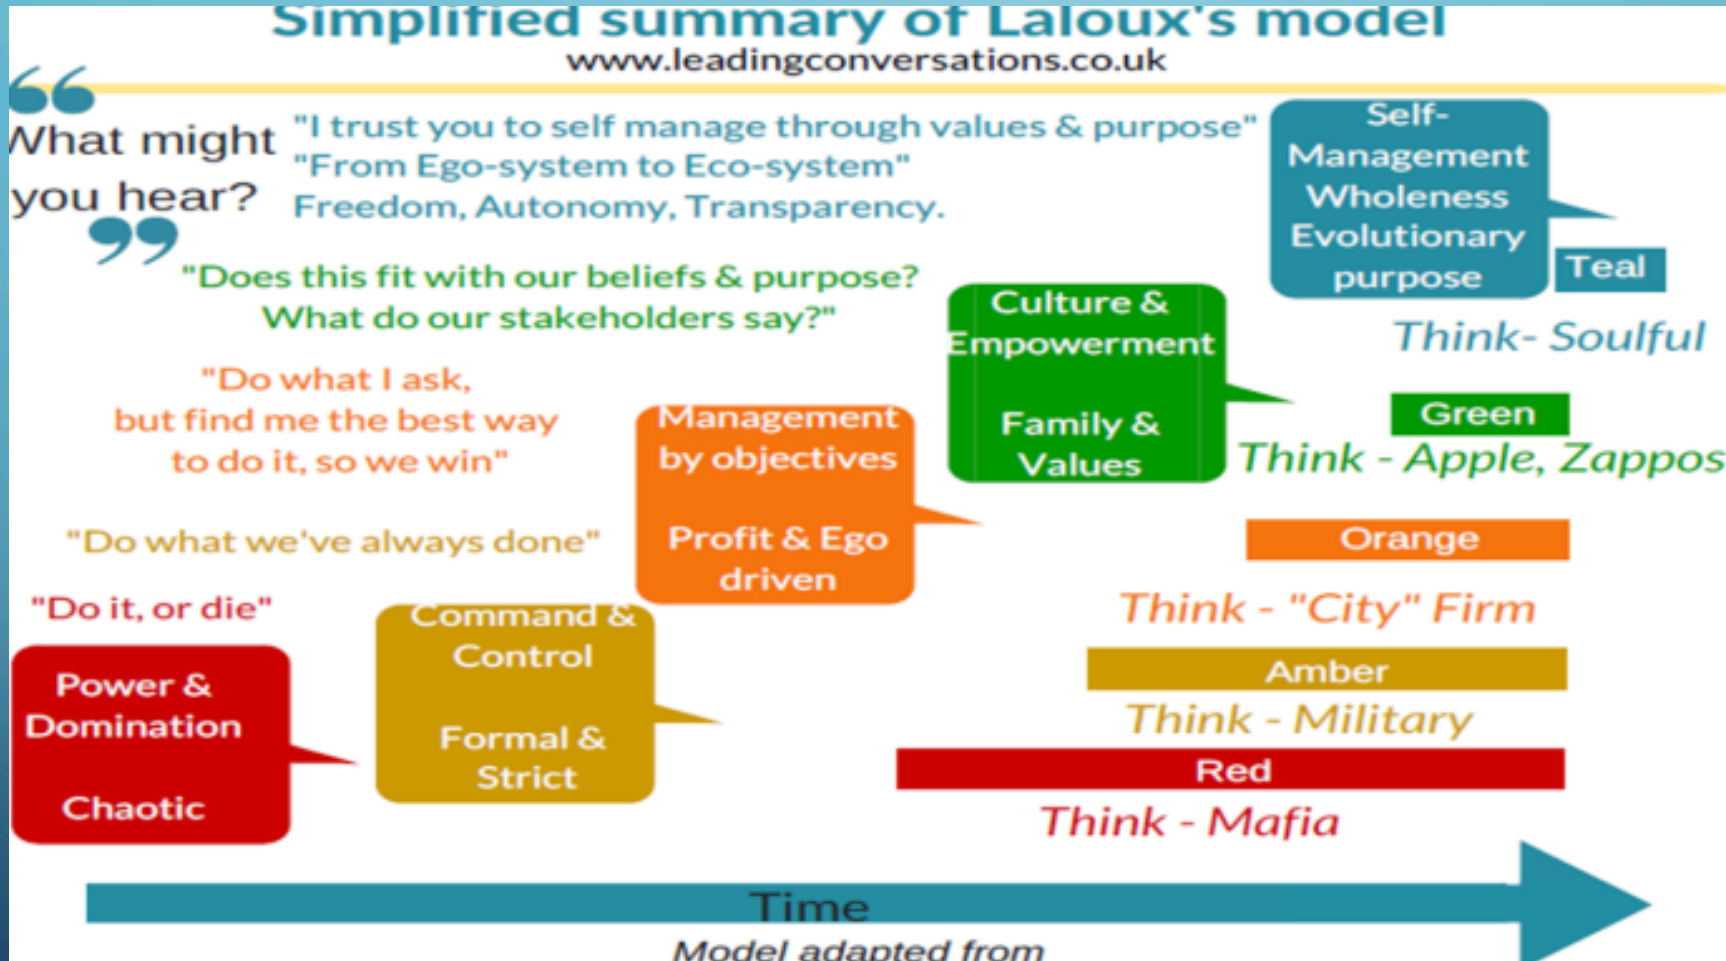 Simplified summary of Laloux's model
www.leadingconversations.co.uk
“
What might
you hear?
”
"I trust you to self manage through values & purpose"
"From Ego-system to Eco-system"
Freedom, Autonomy, Transparency.
Self-
Management
Wholeness
Evolutionary
purpose
Teal
Think- Soulful
"Does this fit with our beliefs & purpose?
What do our stakeholders say?"
Culture &
Empowerment
Family &
Values
Green
Think - Apple, Zappos
"Do what I ask,
but find me the best way
to do it, so we win"
Management
by objectives
Profit & Ego
driven
Orange
Think - "City" Firm
"Do what we've always done"
Command &
Control
Formal &
Strict
Amber
Think - Military
"Do it, or die"
Power &
Domination
Chaotic
Red
Think - Mafia
Time
Model adapted from